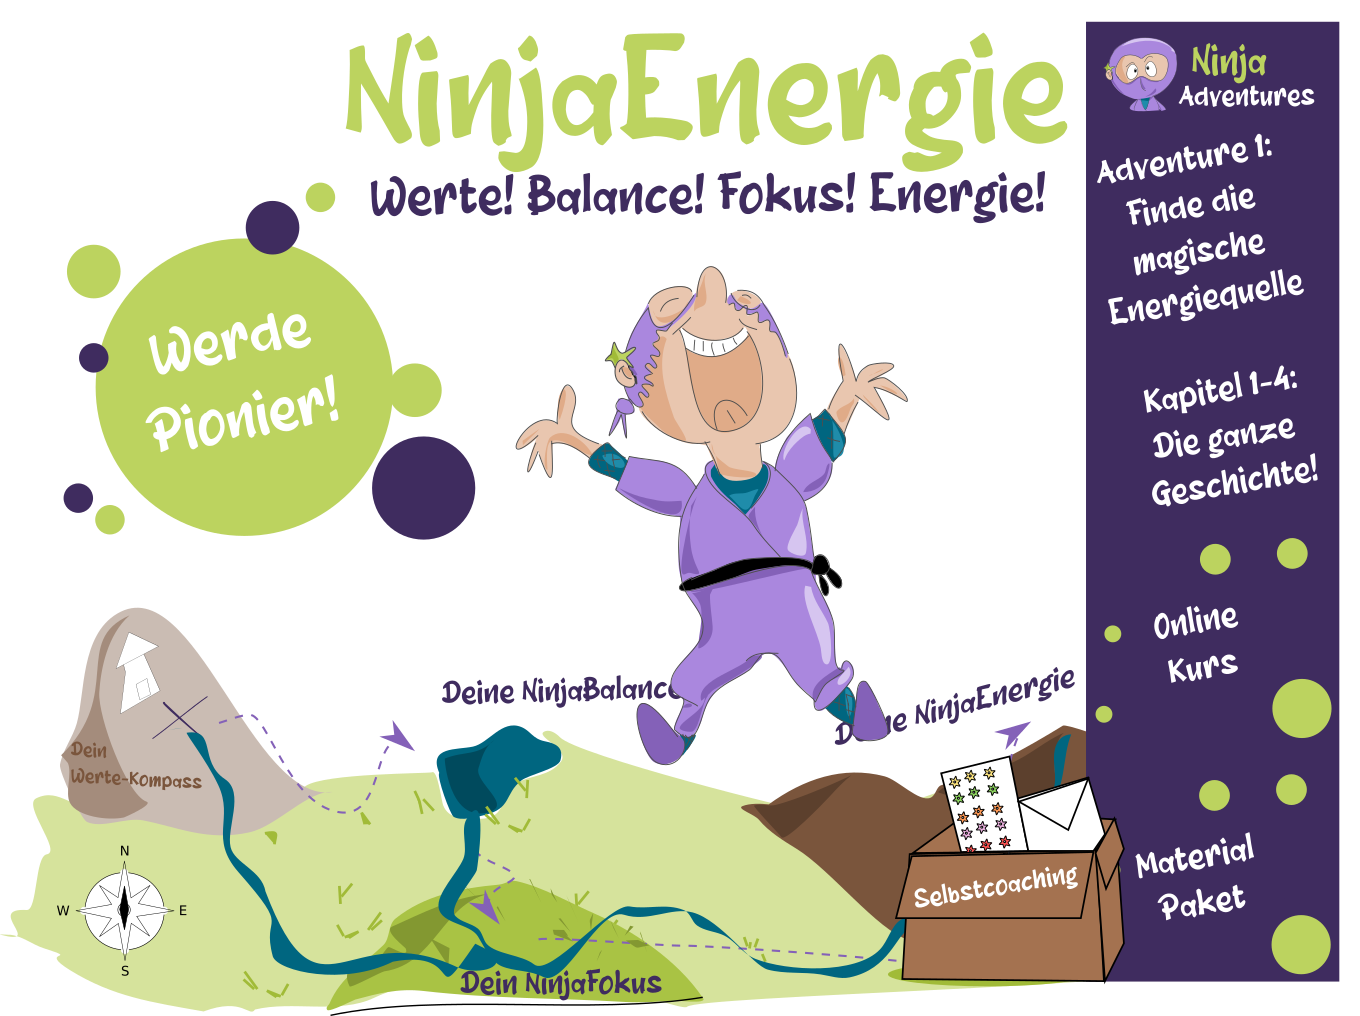 NinjaEnergie
Werte! Balance! Fokus! Energie!
Werde
Pionier!
Ninja
Adventures
Adventure 1:
Finde die
magische
Energiequelle
Kapitel 1-4:
Die ganze
Geschichte!
Online
Kurs
Material
Paket
Deine NinjaBalance
Deine NinjaEnergie
Dein
Werte-Kompass
N
W
E
S
Selbstcoaching
Dein NinjaFokus